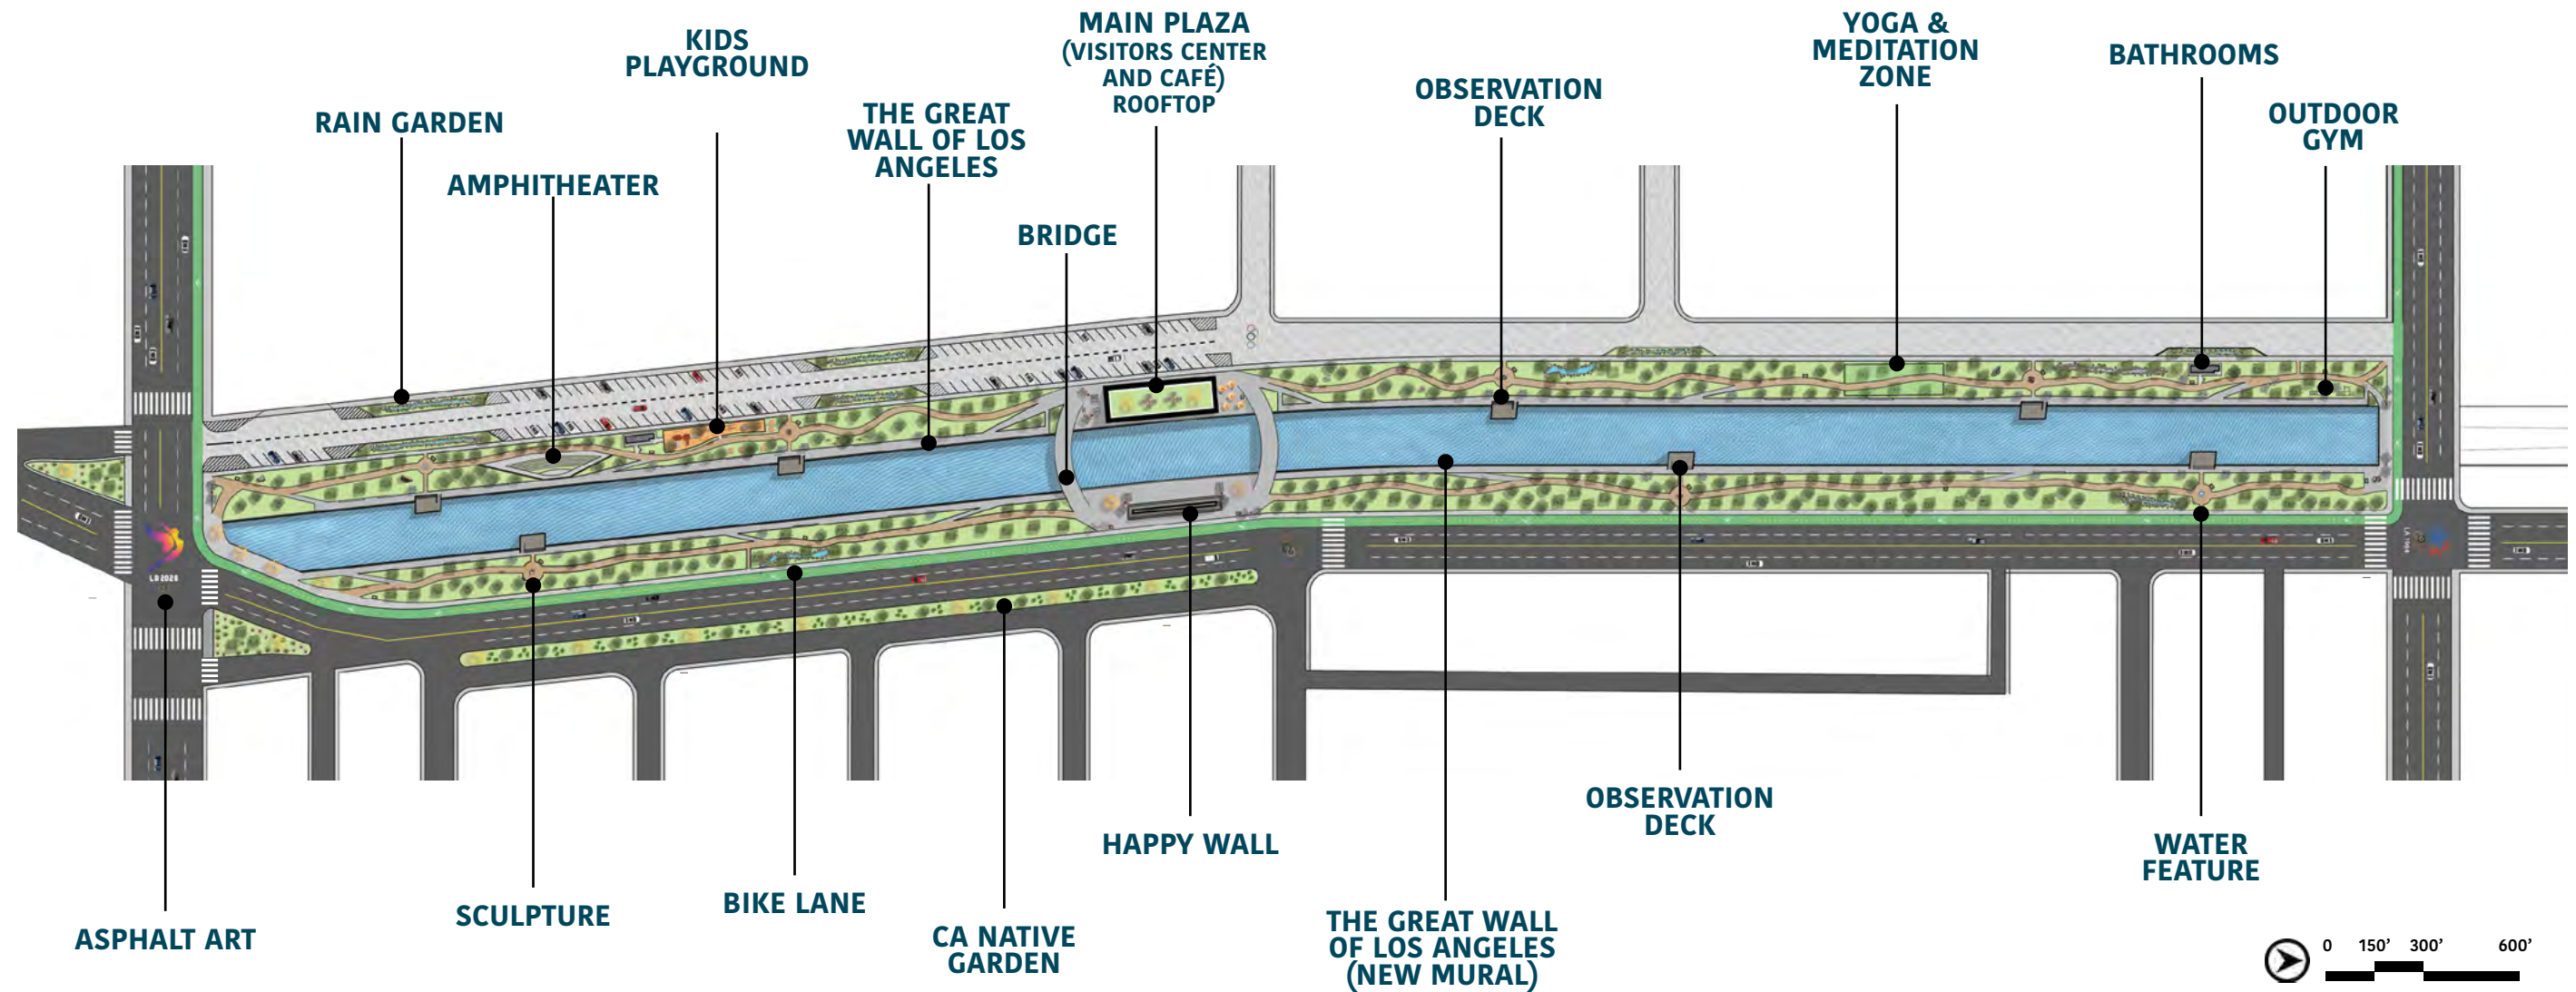 MAIN PLAZA
(VISITORS CENTER
AND CAFÉ)
ROOFTOP
YOGA &
MEDITATION
ZONE
KIDS
PLAYGROUND
BATHROOMS
OBSERVATION
DECK
RAIN GARDEN
THE GREAT
WALL OF LOS
ANGELES
OUTDOOR
GYM
AMPHITHEATER
BRIDGE
LA2028
OBSERVATION
DECK
HAPPY WALL
WATER
FEATURE
BIKE LANE
SCULPTURE
ASPHALT ART
CA NATIVE
GARDEN
THE GREAT WALL
OF LOS ANGELES
(NEW MURAL)
0 150’ 300’ 600’